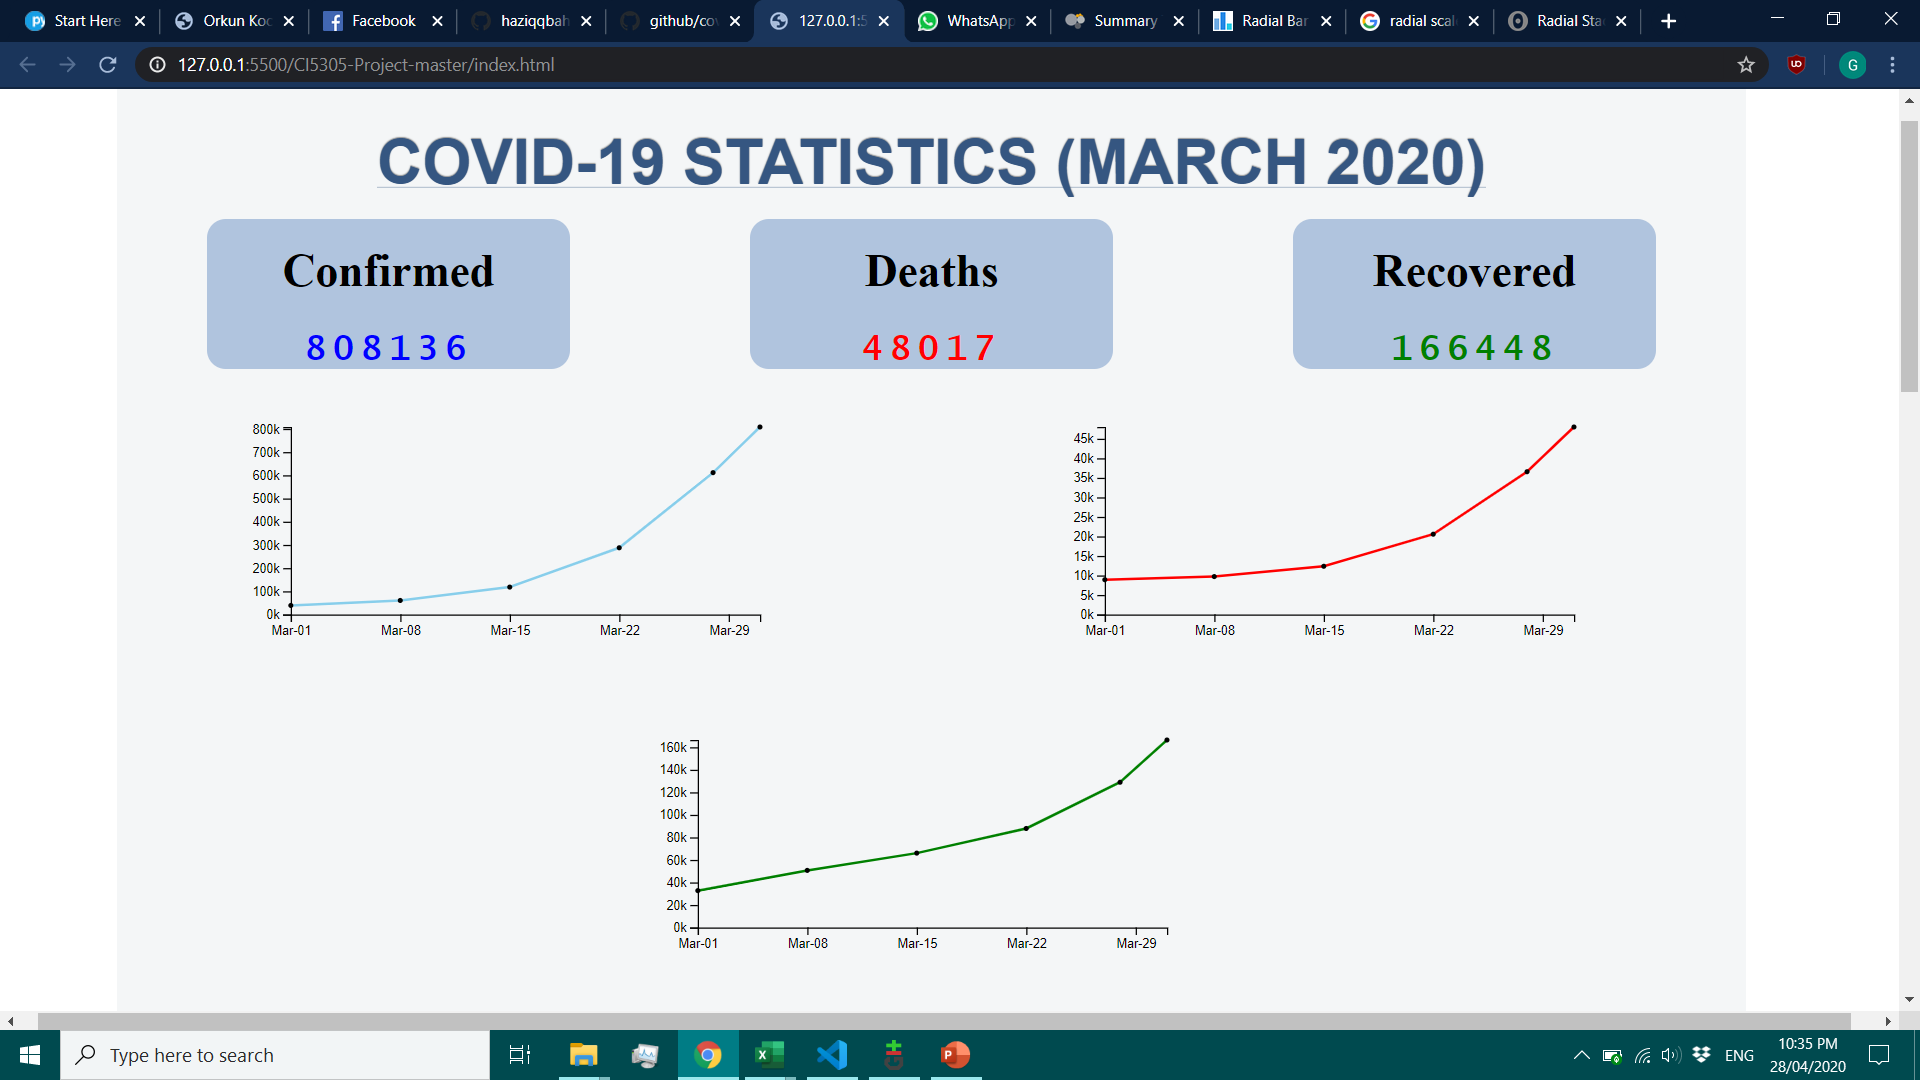 Start Here
Orkun Koc
Facebook
haziqqbah
github/cov
127.0.0.1:5
WhatsApp
Summary
Radial Bar
radial scal
Radial Sta
127.0.0.1:5500/CI5305-Project-master/index.html
G
COVID-19 STATISTICS (MARCH 2020)
Confirmed
808136
Deaths
48017
Recovered
166448
800k
700k
600k
500k
400k
300k
200k
100k
0k
Mar-01 Mar-08 Mar-15 Mar-22 Mar-29
45k
40k
35k
30k
25k
20k
15k
10k
5k
0k
Mar-01 Mar-08 Mar-15 Mar-22 Mar-29
160k
140k
120k
100k
80k
60k
40k
20k
0k
Mar-01 Mar-08 Mar-15 Mar-22 Mar-29
Type here to search
ENG
10:35 PM
28/04/2020